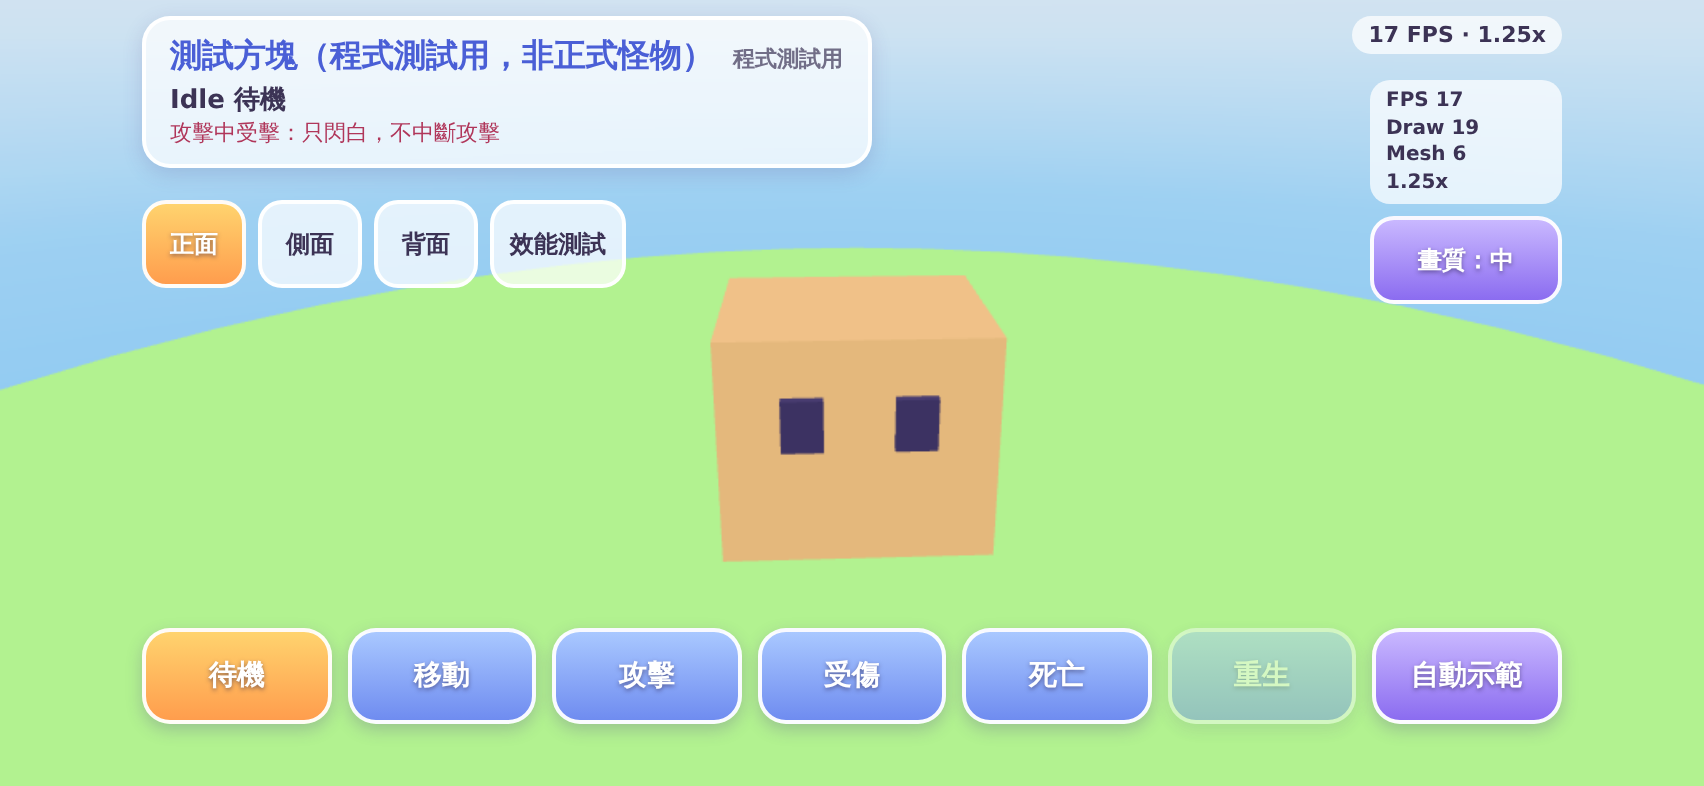 測試方塊（程式測試用，非正式怪物） 程式測試用
Idle 待機
攻擊中受擊：只閃白，不中斷攻擊
17 FPS · 1.25x
FPS 17
Draw 19
Mesh 6
1.25x
正面 側面 背面 效能測試
畫質：中
待機 移動 攻擊 受傷 死亡 重生 自動示範